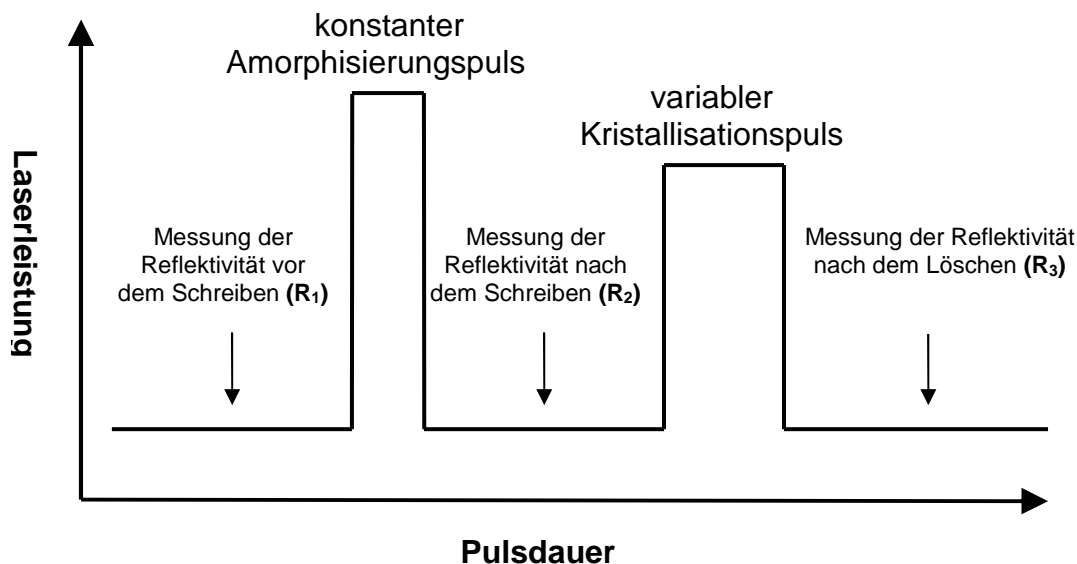 konstanter
Amorphisierungspuls
variabler
Kristallisationspuls
Laserleistung
Messung der
Reflektivität vor
dem Schreiben (R₁)
Messung der
Reflektivität nach
dem Schreiben (R₂)
Messung der Reflektivität
nach dem Löschen (R₃)
Pulsdauer